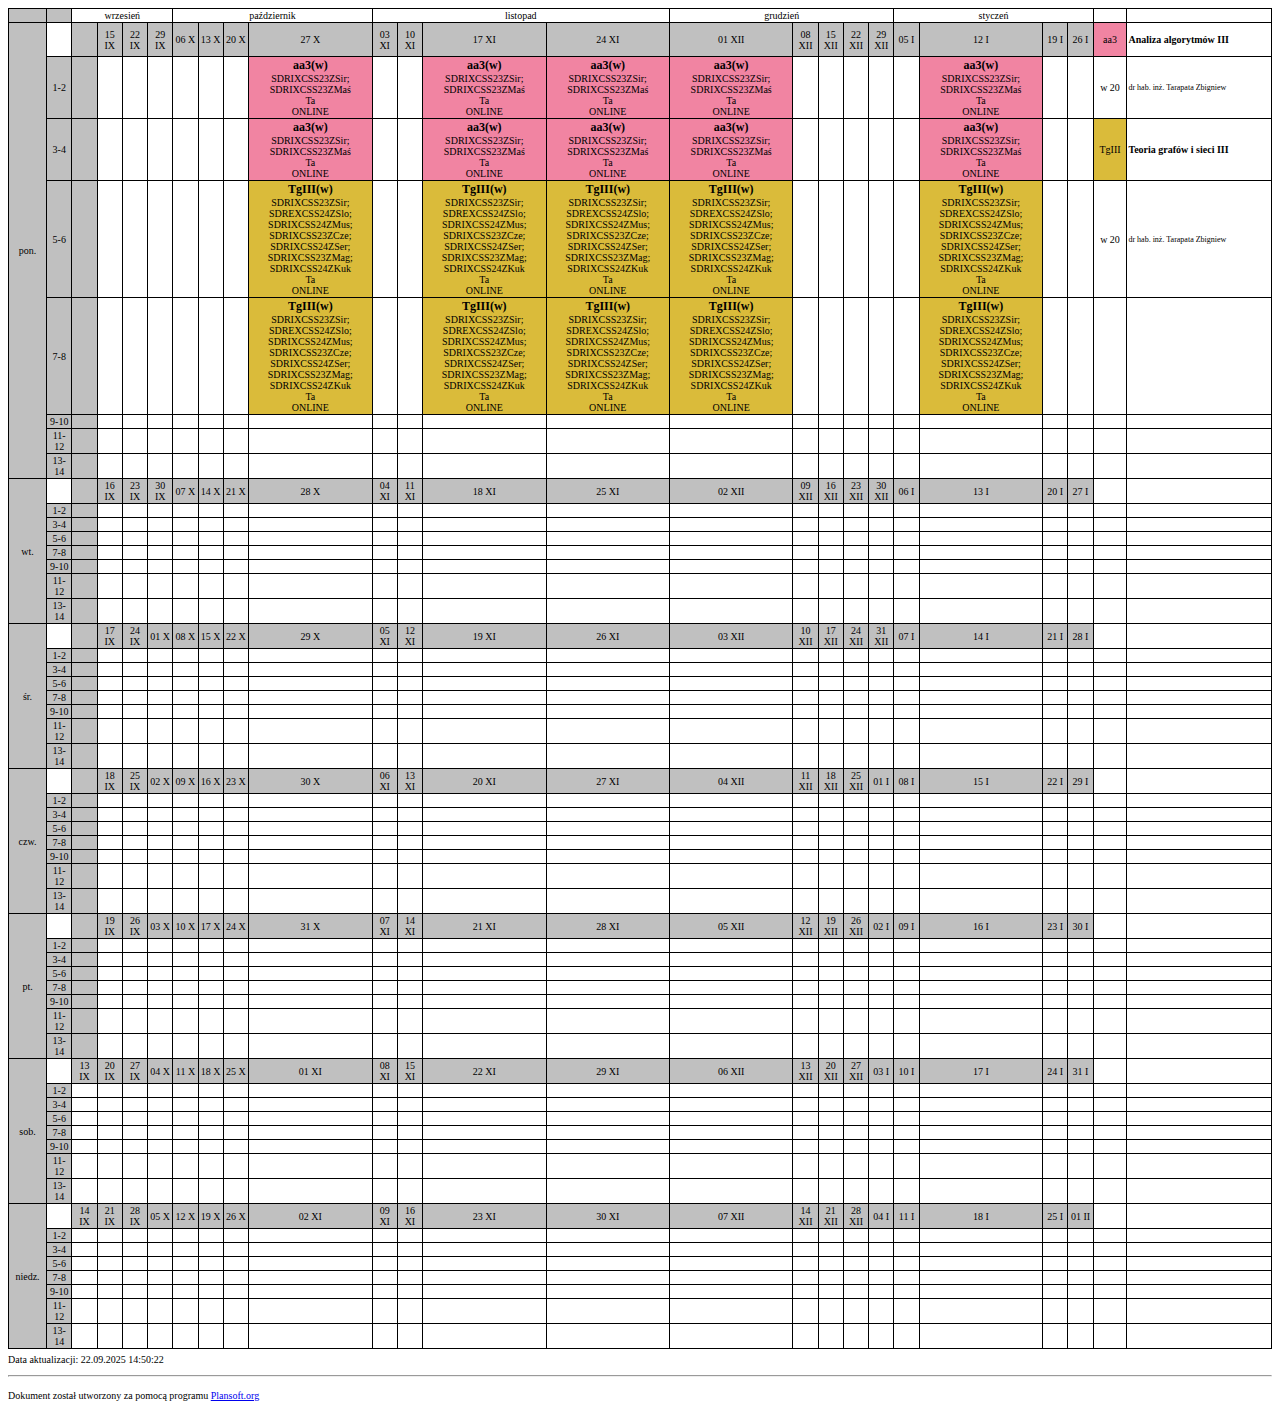 wrzesień październik listopad grudzień styczeń
pon. 15 IX 22 IX 29 IX 06 X 13 X 20 X 27 X 03 XI 10 XI 17 XI 24 XI 01 XII 08 XII 15 XII 22 XII 29 XII 05 I 12 I 19 I 26 I aa3 Analiza algorytmów III
1-2 w 20 dr hab. inż. Tarapata Zbigniew
aa3(w) aa3(w) aa3(w) aa3(w) aa3(w)
SDRIXCSS23ZSir; SDRIXCSS23ZSir; SDRIXCSS23ZSir; SDRIXCSS23ZSir; SDRIXCSS23ZSir;
SDRIXCSS23ZMaś SDRIXCSS23ZMaś SDRIXCSS23ZMaś SDRIXCSS23ZMaś SDRIXCSS23ZMaś
Ta Ta Ta Ta Ta
ONLINE ONLINE ONLINE ONLINE ONLINE
3-4 TgIII Teoria grafów i sieci III
aa3(w) aa3(w) aa3(w) aa3(w) aa3(w)
SDRIXCSS23ZSir; SDRIXCSS23ZSir; SDRIXCSS23ZSir; SDRIXCSS23ZSir; SDRIXCSS23ZSir;
SDRIXCSS23ZMaś SDRIXCSS23ZMaś SDRIXCSS23ZMaś SDRIXCSS23ZMaś SDRIXCSS23ZMaś
Ta Ta Ta Ta Ta
ONLINE ONLINE ONLINE ONLINE ONLINE
5-6 w 20 dr hab. inż. Tarapata Zbigniew
TgIII(w) TgIII(w) TgIII(w) TgIII(w) TgIII(w)
SDRIXCSS23ZSir; SDRIXCSS23ZSir; SDRIXCSS23ZSir; SDRIXCSS23ZSir; SDRIXCSS23ZSir;
SDREXCSS24ZSlo; SDREXCSS24ZSlo; SDREXCSS24ZSlo; SDREXCSS24ZSlo; SDREXCSS24ZSlo;
SDRIXCSS24ZMus; SDRIXCSS24ZMus; SDRIXCSS24ZMus; SDRIXCSS24ZMus; SDRIXCSS24ZMus;
SDRIXCSS23ZCze; SDRIXCSS23ZCze; SDRIXCSS23ZCze; SDRIXCSS23ZCze; SDRIXCSS23ZCze;
SDRIXCSS24ZSer; SDRIXCSS24ZSer; SDRIXCSS24ZSer; SDRIXCSS24ZSer; SDRIXCSS24ZSer;
SDRIXCSS23ZMag; SDRIXCSS23ZMag; SDRIXCSS23ZMag; SDRIXCSS23ZMag; SDRIXCSS23ZMag;
SDRIXCSS24ZKuk SDRIXCSS24ZKuk SDRIXCSS24ZKuk SDRIXCSS24ZKuk SDRIXCSS24ZKuk
Ta Ta Ta Ta Ta
ONLINE ONLINE ONLINE ONLINE ONLINE
7-8
TgIII(w) TgIII(w) TgIII(w) TgIII(w) TgIII(w)
SDRIXCSS23ZSir; SDRIXCSS23ZSir; SDRIXCSS23ZSir; SDRIXCSS23ZSir; SDRIXCSS23ZSir;
SDREXCSS24ZSlo; SDREXCSS24ZSlo; SDREXCSS24ZSlo; SDREXCSS24ZSlo; SDREXCSS24ZSlo;
SDRIXCSS24ZMus; SDRIXCSS24ZMus; SDRIXCSS24ZMus; SDRIXCSS24ZMus; SDRIXCSS24ZMus;
SDRIXCSS23ZCze; SDRIXCSS23ZCze; SDRIXCSS23ZCze; SDRIXCSS23ZCze; SDRIXCSS23ZCze;
SDRIXCSS24ZSer; SDRIXCSS24ZSer; SDRIXCSS24ZSer; SDRIXCSS24ZSer; SDRIXCSS24ZSer;
SDRIXCSS23ZMag; SDRIXCSS23ZMag; SDRIXCSS23ZMag; SDRIXCSS23ZMag; SDRIXCSS23ZMag;
SDRIXCSS24ZKuk SDRIXCSS24ZKuk SDRIXCSS24ZKuk SDRIXCSS24ZKuk SDRIXCSS24ZKuk
Ta Ta Ta Ta Ta
ONLINE ONLINE ONLINE ONLINE ONLINE
9-10
11-12
13-14
wt. 16 IX 23 IX 30 IX 07 X 14 X 21 X 28 X 04 XI 11 XI 18 XI 25 XI 02 XII 09 XII 16 XII 23 XII 30 XII 06 I 13 I 20 I 27 I
1-2
3-4
5-6
7-8
9-10
11-12
13-14
śr. 17 IX 24 IX 01 X 08 X 15 X 22 X 29 X 05 XI 12 XI 19 XI 26 XI 03 XII 10 XII 17 XII 24 XII 31 XII 07 I 14 I 21 I 28 I
1-2
3-4
5-6
7-8
9-10
11-12
13-14
czw. 18 IX 25 IX 02 X 09 X 16 X 23 X 30 X 06 XI 13 XI 20 XI 27 XI 04 XII 11 XII 18 XII 25 XII 01 I 08 I 15 I 22 I 29 I
1-2
3-4
5-6
7-8
9-10
11-12
13-14
pt. 19 IX 26 IX 03 X 10 X 17 X 24 X 31 X 07 XI 14 XI 21 XI 28 XI 05 XII 12 XII 19 XII 26 XII 02 I 09 I 16 I 23 I 30 I
1-2
3-4
5-6
7-8
9-10
11-12
13-14
sob. 13 IX 20 IX 27 IX 04 X 11 X 18 X 25 X 01 XI 08 XI 15 XI 22 XI 29 XI 06 XII 13 XII 20 XII 27 XII 03 I 10 I 17 I 24 I 31 I
1-2
3-4
5-6
7-8
9-10
11-12
13-14
niedz. 14 IX 21 IX 28 IX 05 X 12 X 19 X 26 X 02 XI 09 XI 16 XI 23 XI 30 XI 07 XII 14 XII 21 XII 28 XII 04 I 11 I 18 I 25 I 01 II
1-2
3-4
5-6
7-8
9-10
11-12
13-14
Data aktualizacji: 22.09.2025 14:50:22
Dokument został utworzony za pomocą programu Plansoft.org